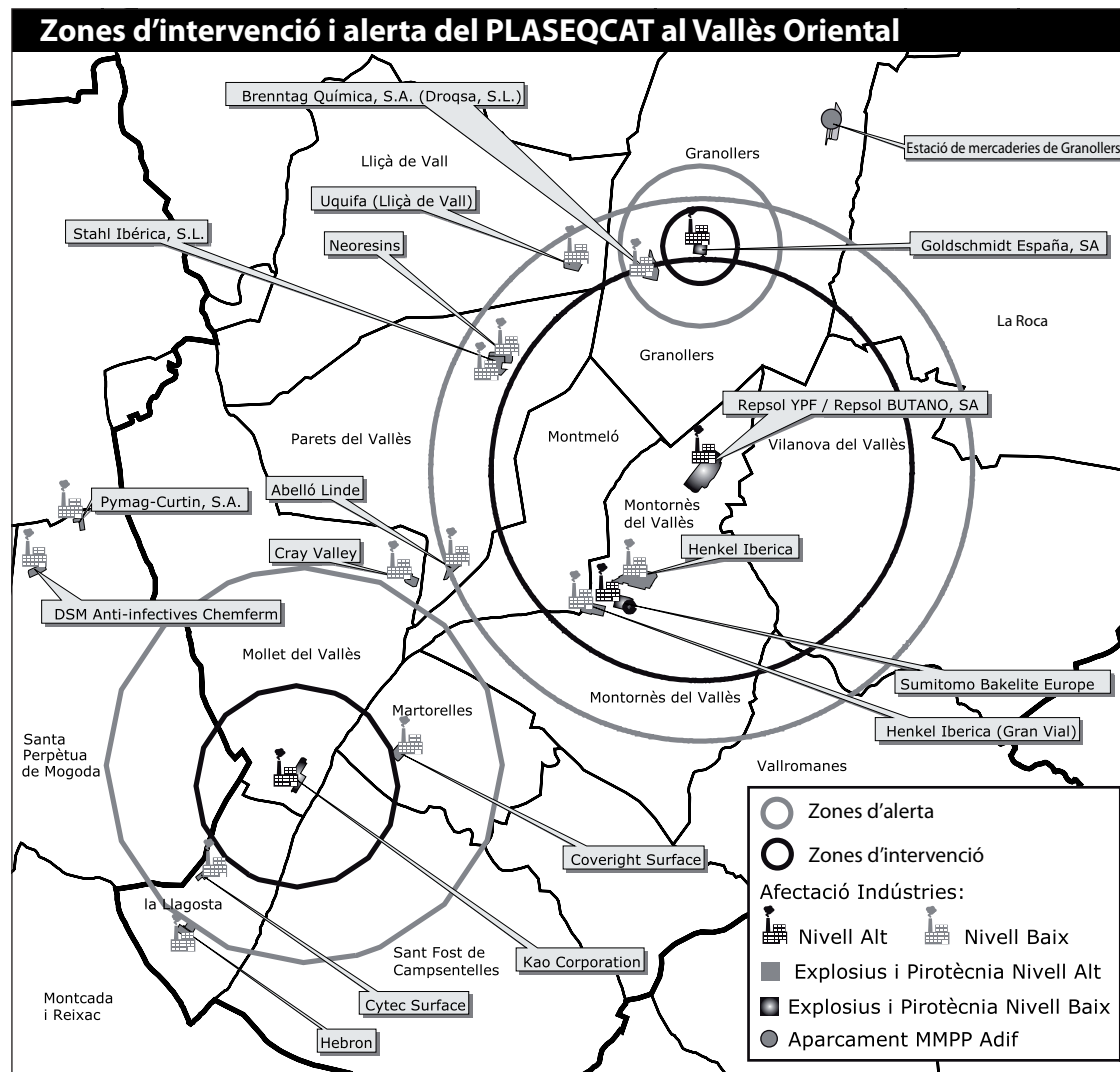 Zones d'intervenció i alerta del PLASEQCAT al Vallès Oriental
Brenntag Química, S.A. (Droqsa, S.L.)
Estació de mercaderies de Granollers
Granollers
Lliçà de Vall
Uquifa (Lliçà de Vall)
Stahl Ibérica, S.L.
Neoresins
Goldschmidt España, SA
La Roca
Granollers
Repsol YPF / Repsol BUTANO, SA
Parets del Vallès
Montmeló
Vilanova del Vallès
Abelló Linde
Pymag-Curtin, S.A.
Montornès
del Vallès
Cray Valley
Henkel Iberica
DSM Anti-infectives Chemferm
Mollet del Vallès
Sumitomo Bakelite Europe
Montornès del Vallès
Martorelles
Henkel Iberica (Gran Vial)
Santa
Perpètua
de Mogoda
Vallromanes
Coveright Surface
la Llagosta
Sant Fost de
Campsentelles
Kao Corporation
Montcada
i Reixac
Cytec Surface
Hebron
Zones d'alerta
Zones d'intervenció
Afectació Indústries:
Nivell Alt
Nivell Baix
Explosius i Pirotècnia Nivell Alt
Explosius i Pirotècnia Nivell Baix
Aparcament MMPP Adif